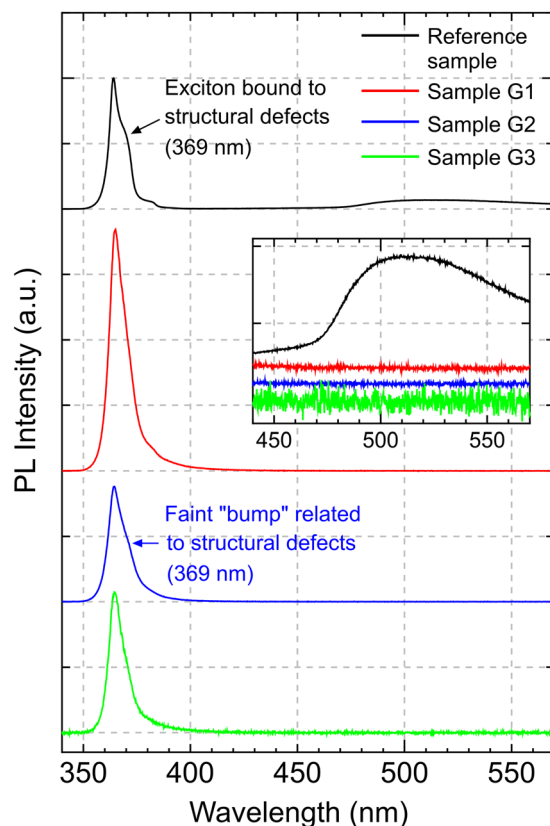 Reference
sample
Sample G1
Sample G2
Sample G3
Exciton bound to
structural defects
(369 nm)
450 500 550
Faint "bump" related
to structural defects
(369 nm)
PL Intensity (a.u.)
350 400 450 500 550
Wavelength (nm)